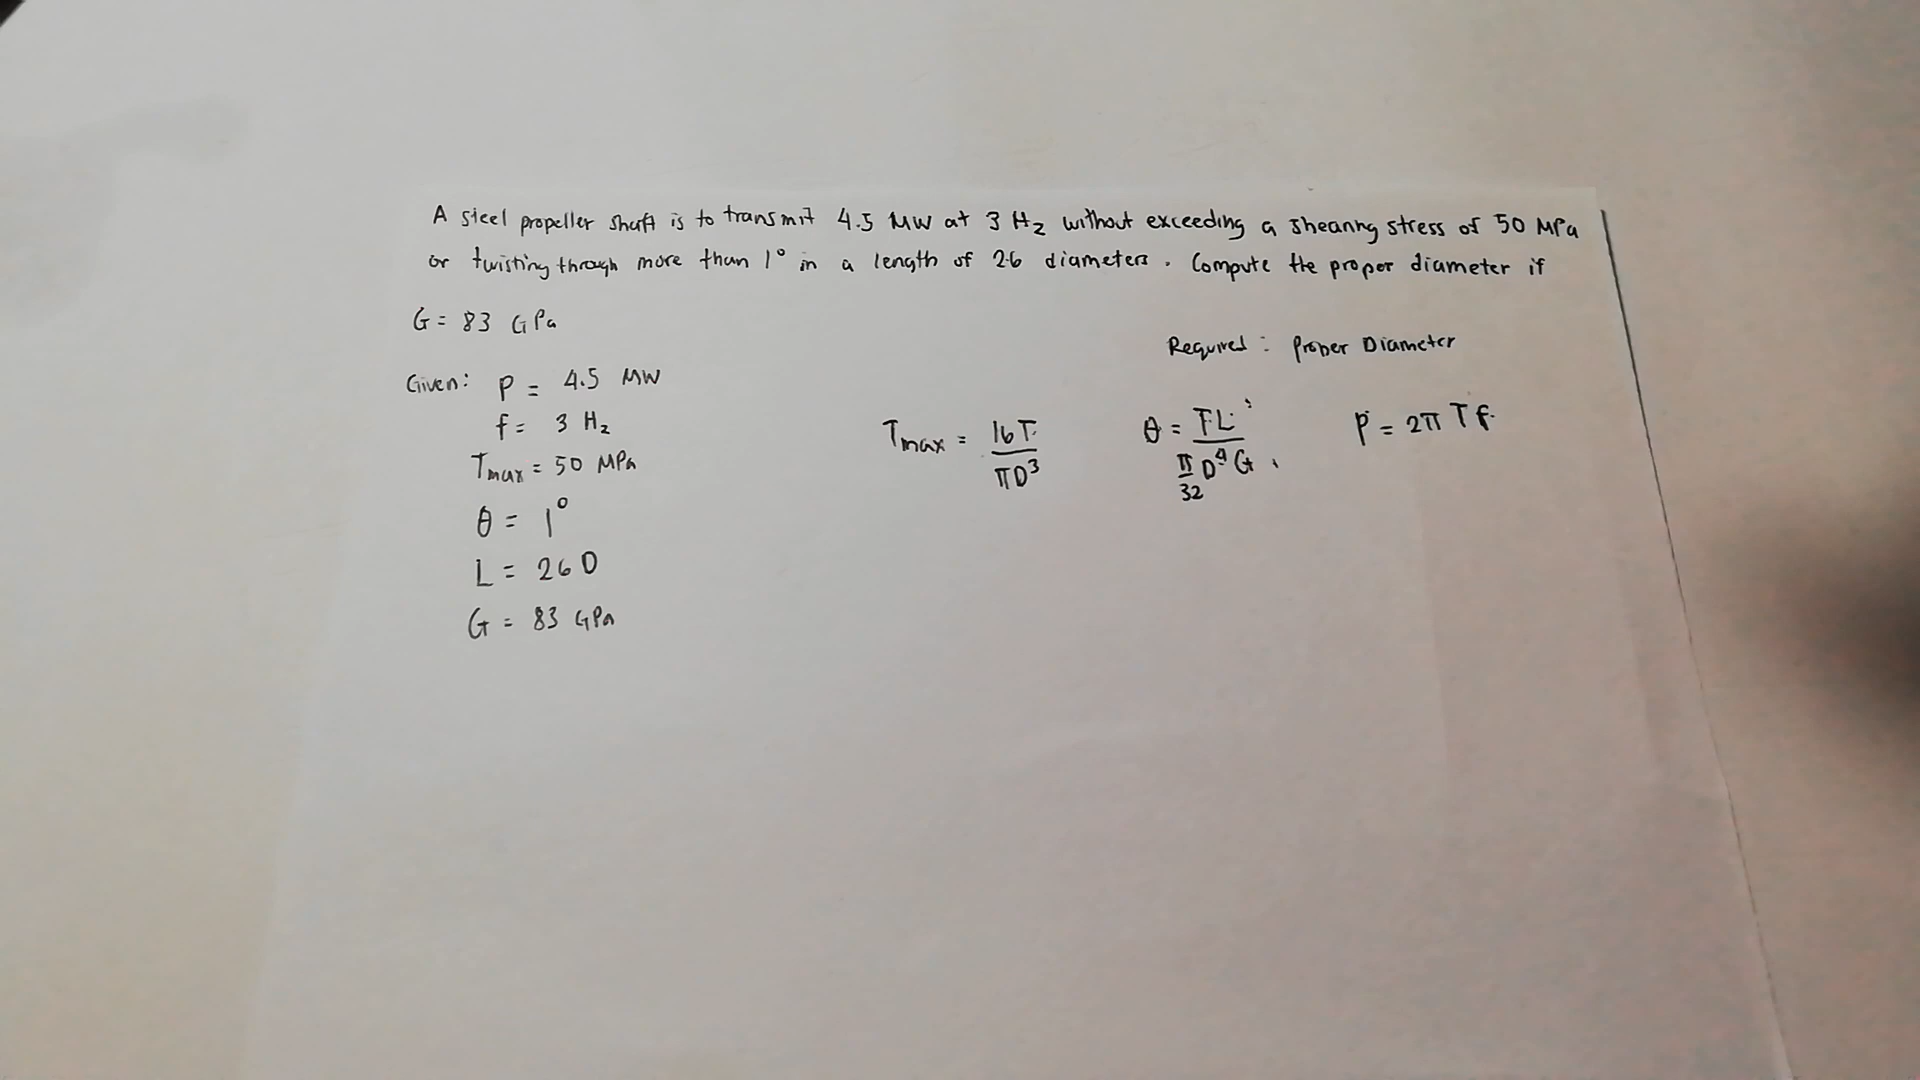 A steel propeller shaft is to transmit 4.5 MW at 3 Hz without exceeding a shearing stress of 50 MPa
or twisting through more than 1° in a length of 26 diameters. Compute the proper diameter if
G = 83 GPa
Required: Proper Diameter
Given: P = 4.5 MW
f = 3 Hz
Tmax = 50 MPa
θ = 1°
L = 26 D
G = 83 GPa
Tmax = 16T / πD³
θ = TL / π/32 D⁴ G
P = 2π T f